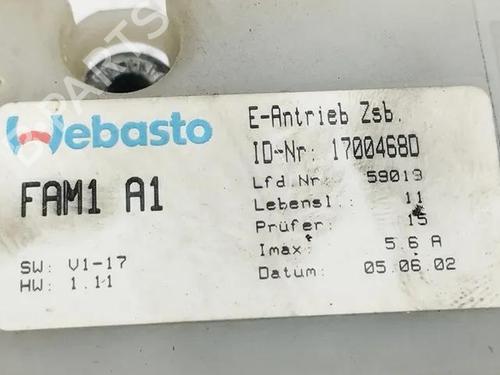 Webasto
FAM1 A1
SW: V1-17
HW: 1.11
E-Antrieb Zsb.
ID-Nr: 1700468D
Lfd.Nr: 59019
Lebensl.: 11
Prüfer: 15
Imax: 5.6 A
Datum: 05.06.02